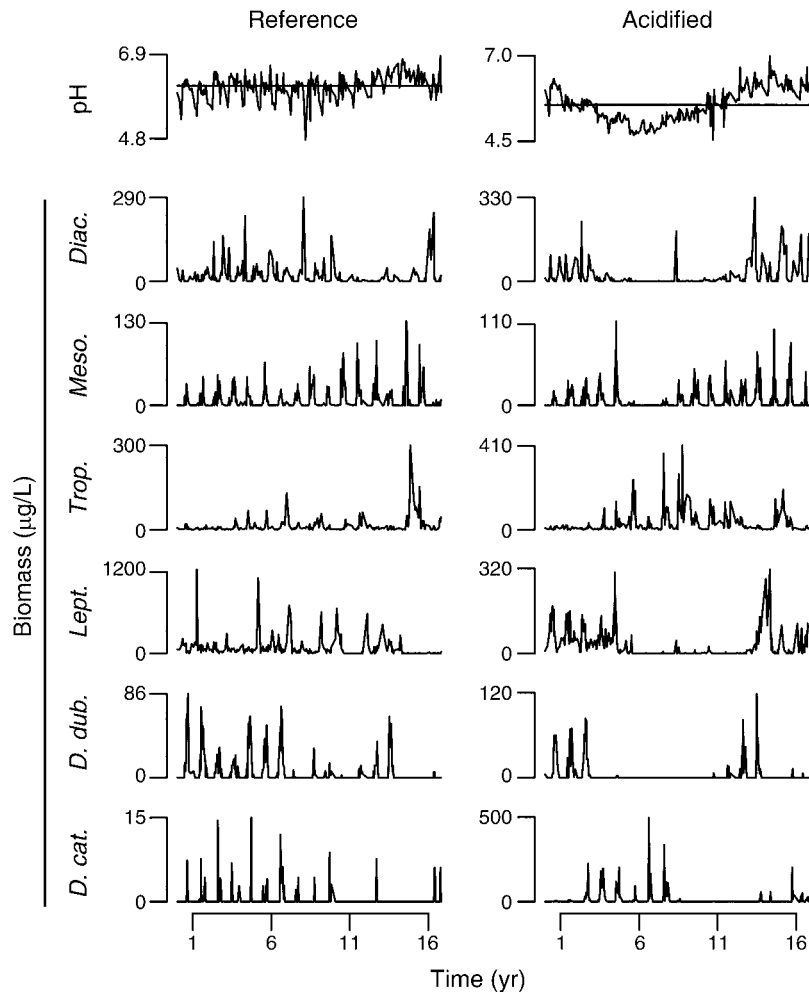 Reference Acidified
pH
6.9
4.8
7.0
4.5
Biomass (μg/L)
Diac.
290
0
330
0
Meso.
130
0
110
0
Trop.
300
0
410
0
Lept.
1200
0
320
0
D. dub.
86
0
120
0
D. cat.
15
0
500
0
1 6 11 16 1 6 11 16
Time (yr)